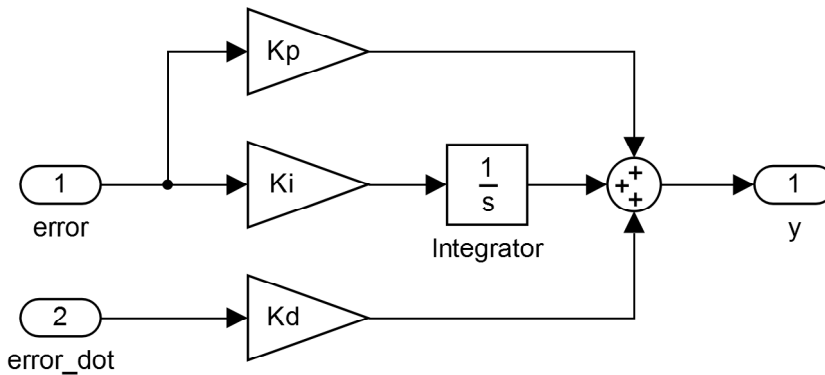 Kp
1
error
Ki
1
s
Integrator
+
+
+
1
y
2
error_dot
Kd